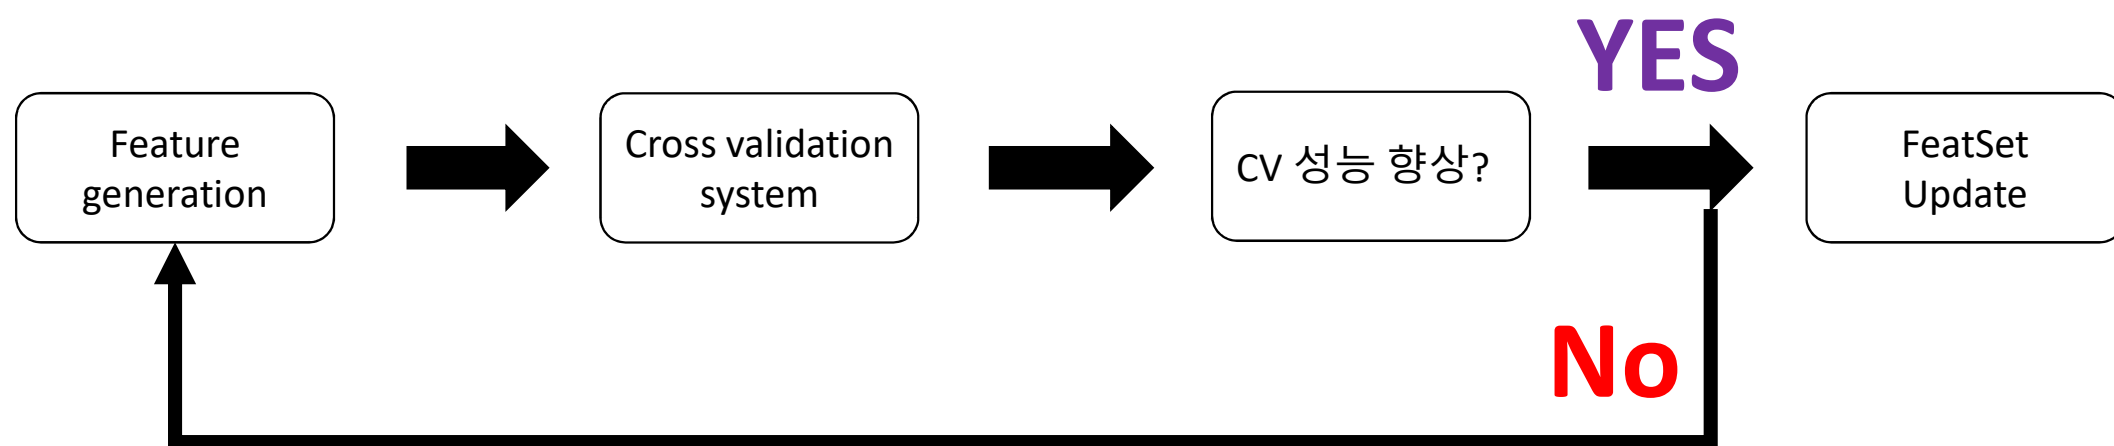 YES
Feature
generation
Cross validation
system
CV 성능 향상?
FeatSet
Update
No